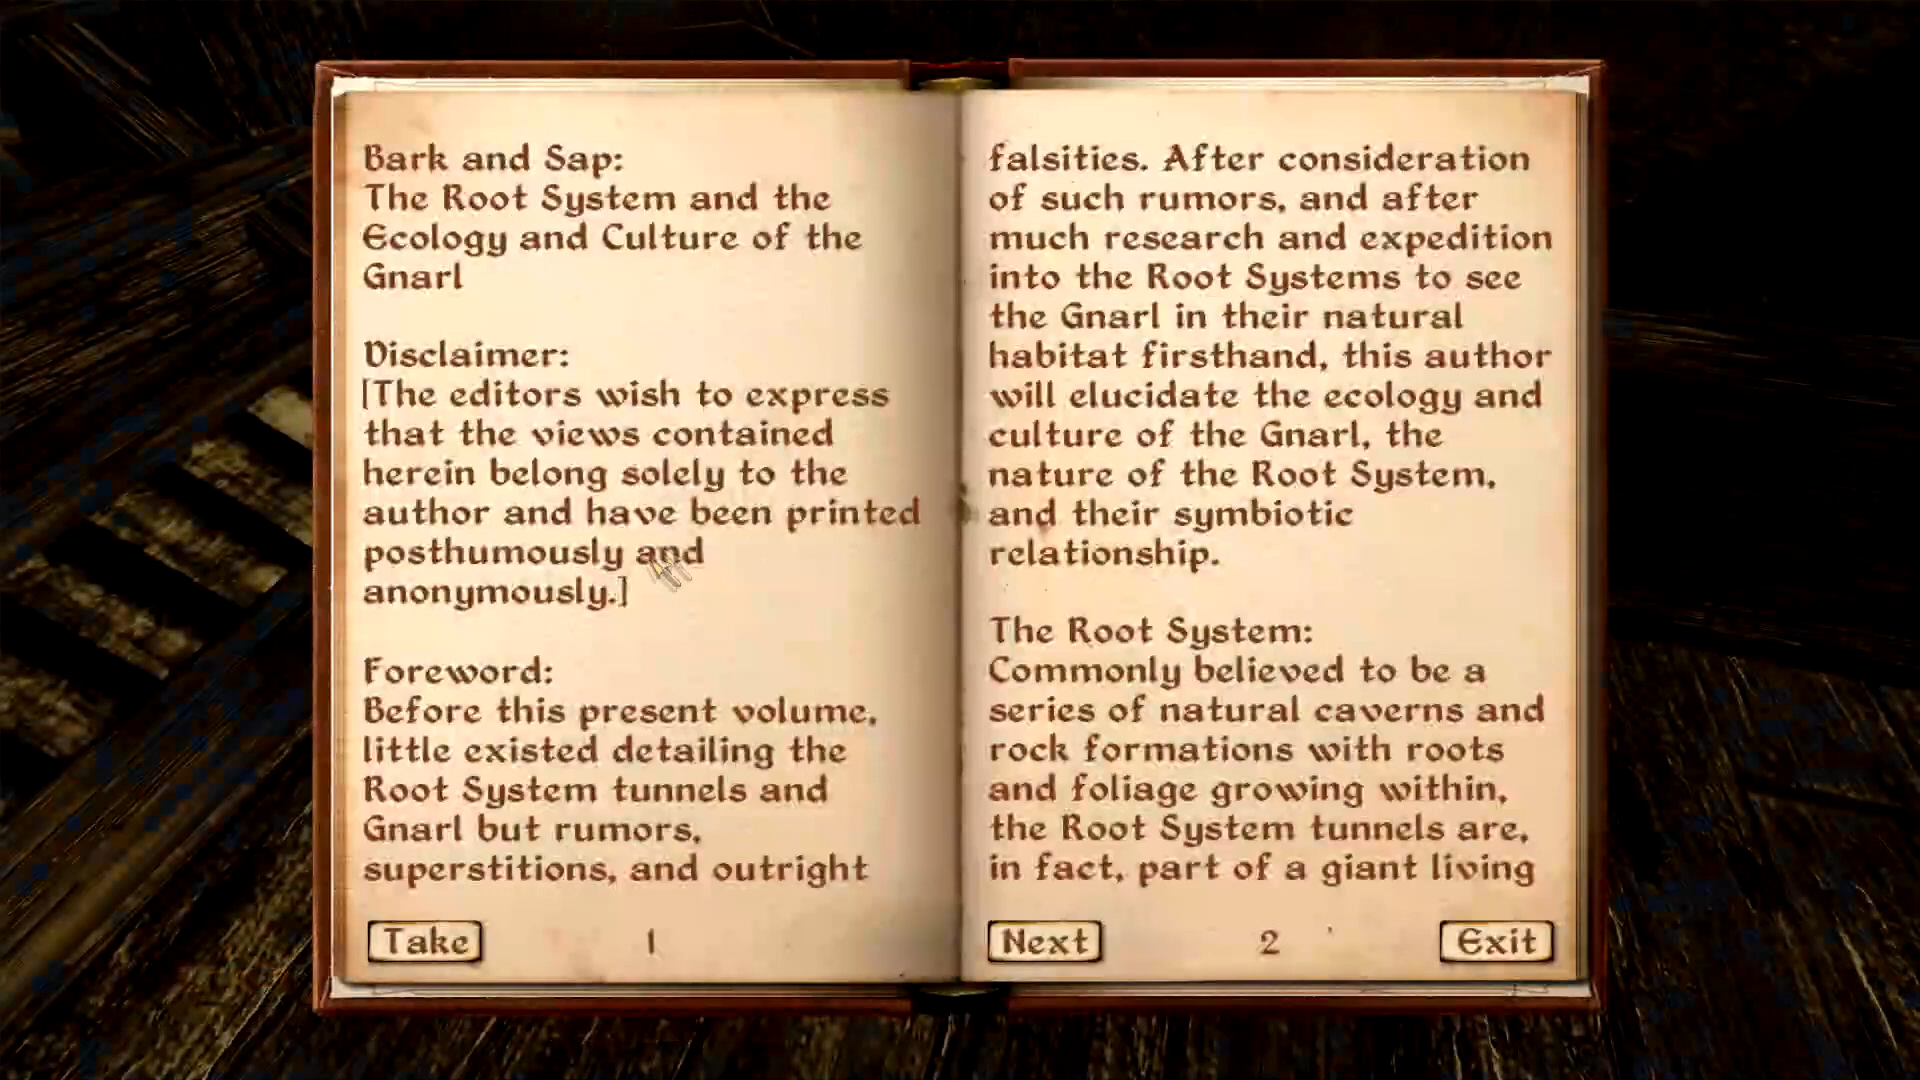 Bark and Sap:
The Root System and the
Ecology and Culture of the
Gnarl
Disclaimer:
[The editors wish to express
that the views contained
herein belong solely to the
author and have been printed
posthumously and
anonymously.]
Foreword:
Before this present volume,
little existed detailing the
Root System tunnels and
Gnarl but rumors,
superstitions, and outright
Take
1
falsities. After consideration
of such rumors, and after
much research and expedition
into the Root Systems to see
the Gnarl in their natural
habitat firsthand, this author
will elucidate the ecology and
culture of the Gnarl, the
nature of the Root System,
and their symbiotic
relationship.
The Root System:
Commonly believed to be a
series of natural caverns and
rock formations with roots
and foliage growing within,
the Root System tunnels are,
in fact, part of a giant living
Next
2
Exit